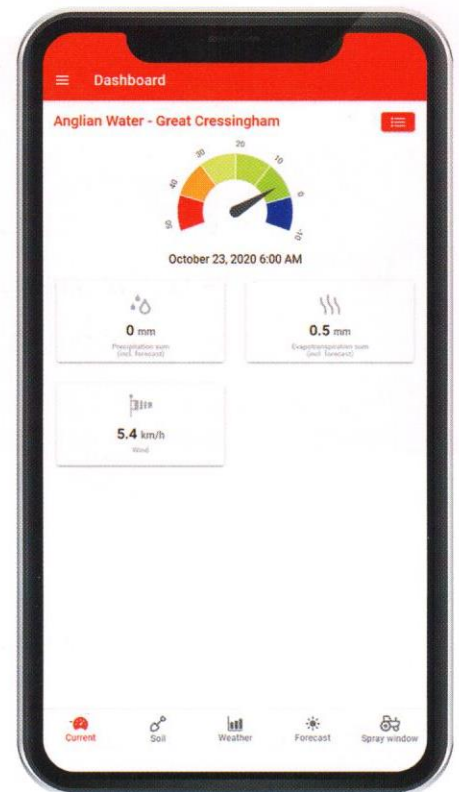 Dashboard
Anglian Water - Great Cressingham
50
40
30
20
10
0
-10
October 23, 2020 6:00 AM
0 mm
Precipitation sum
(incl. forecast)
0.5 mm
Evapotranspiration sum
(incl. forecast)
5.4 km/h
Wind
Current
Soil
Weather
Forecast
Spray window